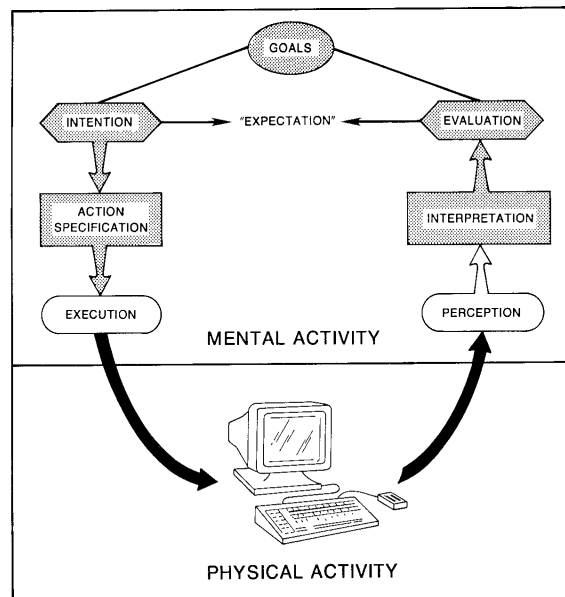 GOALS
INTENTION
"EXPECTATION"
EVALUATION
ACTION
SPECIFICATION
INTERPRETATION
EXECUTION
PERCEPTION
MENTAL ACTIVITY
PHYSICAL ACTIVITY